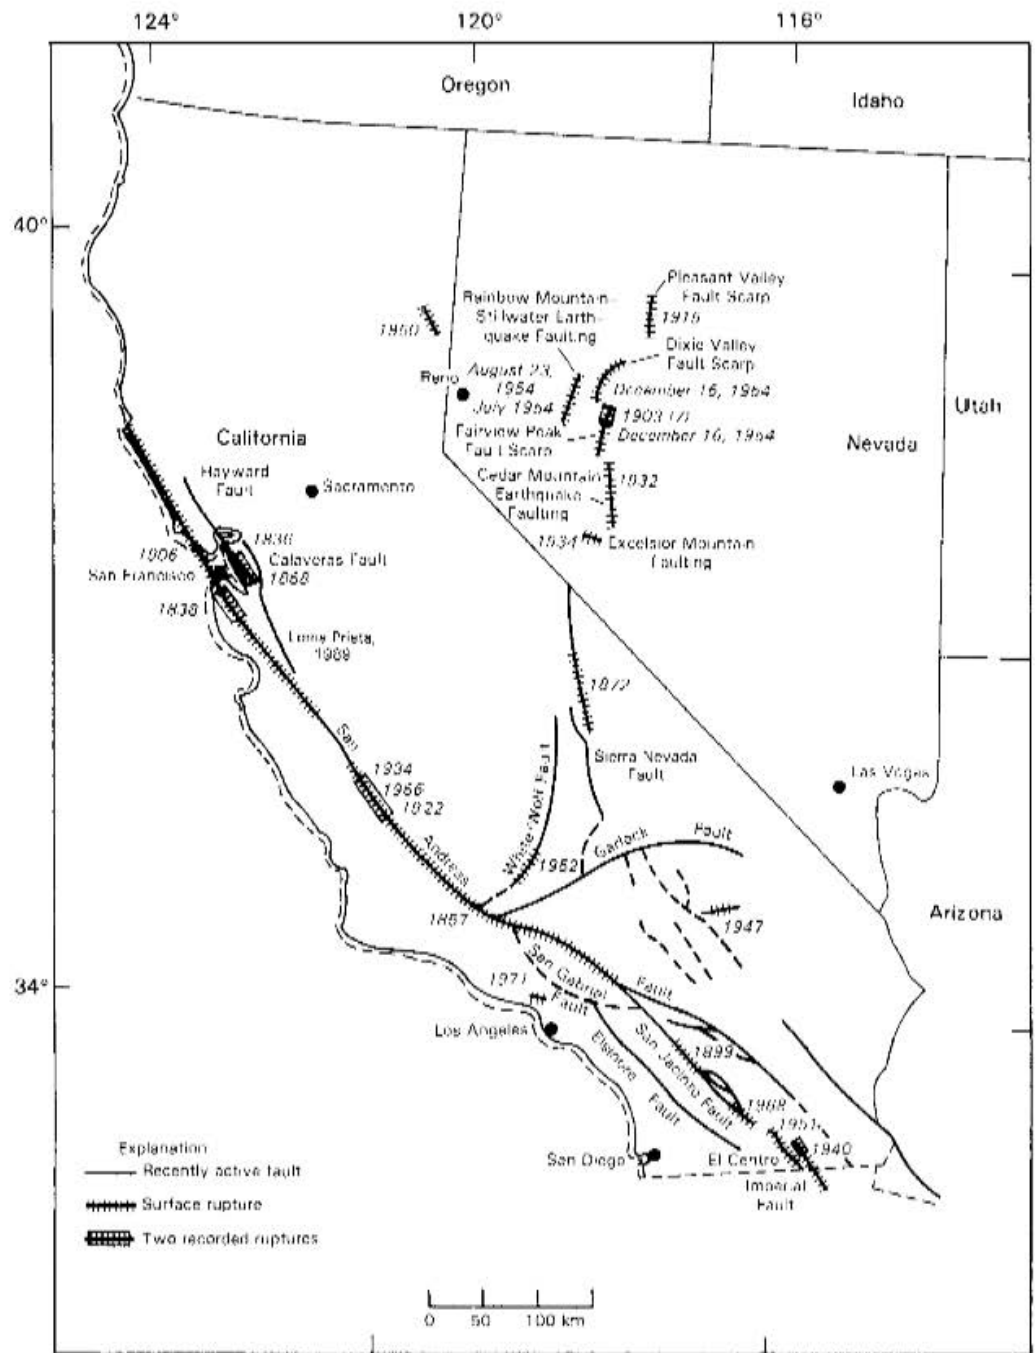 124°
120°
116°
Oregon
Idaho
40°
Pleasant Valley
Fault Scarp
1915
Rainbow Mountain-
Stillwater Earth-
quake Faulting
1950
Dixie Valley
Fault Scarp
Reno
August 23,
1954
July 1954
December 16, 1954
1903 (?)
December 16, 1954
Fairview Peak
Fault Scarp
Utah
Nevada
California
Hayward
Fault
Sacramento
Cedar Mountain
Earthquake
Faulting
1932
1934
Excelsior Mountain
Faulting
1836
Calaveras Fault
1868
1906
San Francisco
1838
Loma Prieta,
1989
1872
San
Andreas
Fault
Sierra Nevada
Fault
Las Vegas
1934
1966
1922
White Wolf Fault
1952
Garlock
Fault
1857
1947
Arizona
34°
San Gabriel
Fault
1971
Los Angeles
Elsinore
Fault
San Jacinto Fault
1899
1968
1951
1940
San Diego
El Centro
Imperial
Fault
Explanation
Recently active fault
Surface rupture
Two recorded ruptures
0 50 100 km